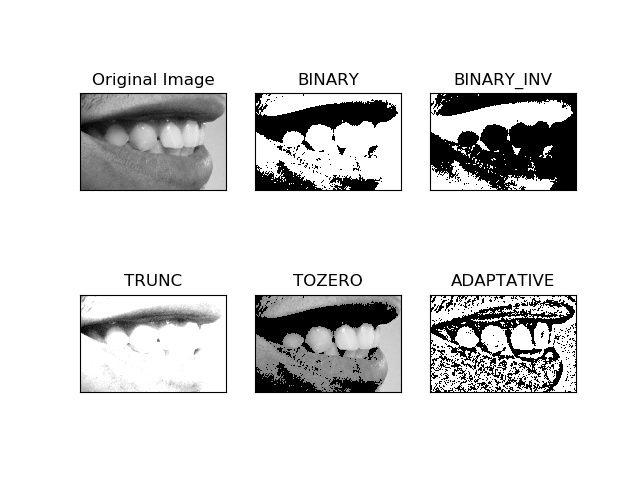 Original Image
BINARY
BINARY_INV
TRUNC
TOZERO
ADAPTATIVE